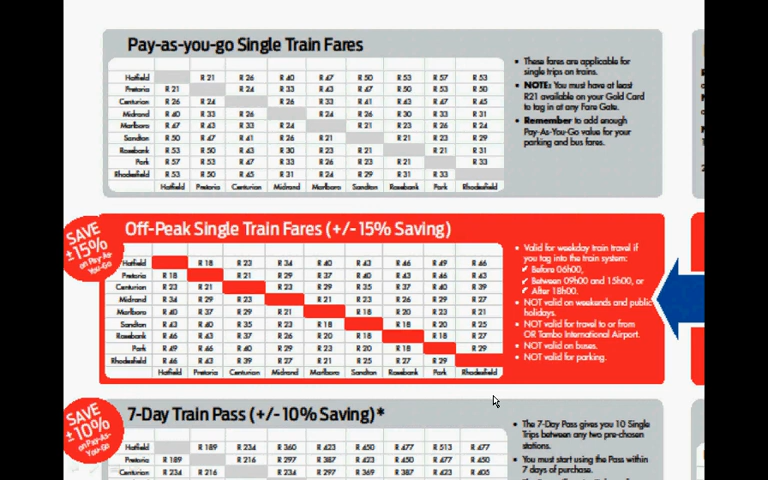 Pay-as-you-go Single Train Fares
Hatfield R 21 R 26 R 40 R 47 R 50 R 53 R 57 R 53
Pretoria R 21 R 24 R 33 R 43 R 47 R 50 R 53 R 50
Centurion R 26 R 24 R 26 R 33 R 41 R 43 R 47 R 45
Midrand R 40 R 33 R 26 R 24 R 26 R 30 R 33 R 31
Marlboro R 47 R 43 R 33 R 24 R 21 R 23 R 26 R 24
Sandton R 50 R 47 R 41 R 26 R 21 R 21 R 23 R 29
Rosebank R 53 R 50 R 43 R 30 R 23 R 21 R 21 R 31
Park R 57 R 53 R 47 R 33 R 26 R 23 R 21 R 33
Rhodesfield R 53 R 50 R 45 R 31 R 24 R 29 R 31 R 33
Hatfield Pretoria Centurion Midrand Marlboro Sandton Rosebank Park Rhodesfield
• These fares are applicable for
single trips on trains.
• NOTE: You must have at least
R21 available on your Gold Card
to tag in at any Fare Gate.
• Remember to add enough
Pay-As-You-Go value for your
parking and bus fares.
SAVE
±15%
on Pay-As-
You-Go
Off-Peak Single Train Fares (+/-15% Saving)
Hatfield R 18 R 23 R 34 R 40 R 43 R 46 R 49 R 46
Pretoria R 18 R 21 R 29 R 37 R 40 R 43 R 46 R 43
Centurion R 23 R 21 R 23 R 29 R 35 R 37 R 40 R 39
Midrand R 34 R 29 R 23 R 21 R 23 R 26 R 29 R 27
Marlboro R 40 R 37 R 29 R 21 R 18 R 20 R 23 R 21
Sandton R 43 R 40 R 35 R 23 R 18 R 18 R 20 R 25
Rosebank R 46 R 43 R 37 R 26 R 20 R 18 R 18 R 27
Park R 49 R 46 R 40 R 29 R 23 R 20 R 18 R 29
Rhodesfield R 46 R 43 R 39 R 27 R 21 R 25 R 27 R 29
Hatfield Pretoria Centurion Midrand Marlboro Sandton Rosebank Park Rhodesfield
• Valid for weekday train travel if
you tag into the train system:
✓ Before 06h00,
✓ Between 09h00 and 15h00, or
✓ After 18h00.
• NOT valid on weekends and public
holidays.
• NOT valid for travel to or from
OR Tambo International Airport.
• NOT valid on buses.
• NOT valid for parking.
SAVE
±10%
on Pay-As-
You-Go
7-Day Train Pass (+/-10% Saving)*
Hatfield R 189 R 234 R 360 R 423 R 450 R 477 R 513 R 477
Pretoria R 189 R 216 R 297 R 387 R 423 R 450 R 477 R 450
Centurion R 234 R 216 R 234 R 297 R 369 R 387 R 423 R 405
• The 7-Day Pass gives you 10 Single
Trips between any two pre-chosen
stations.
• You must start using the Pass within
7 days of purchase.